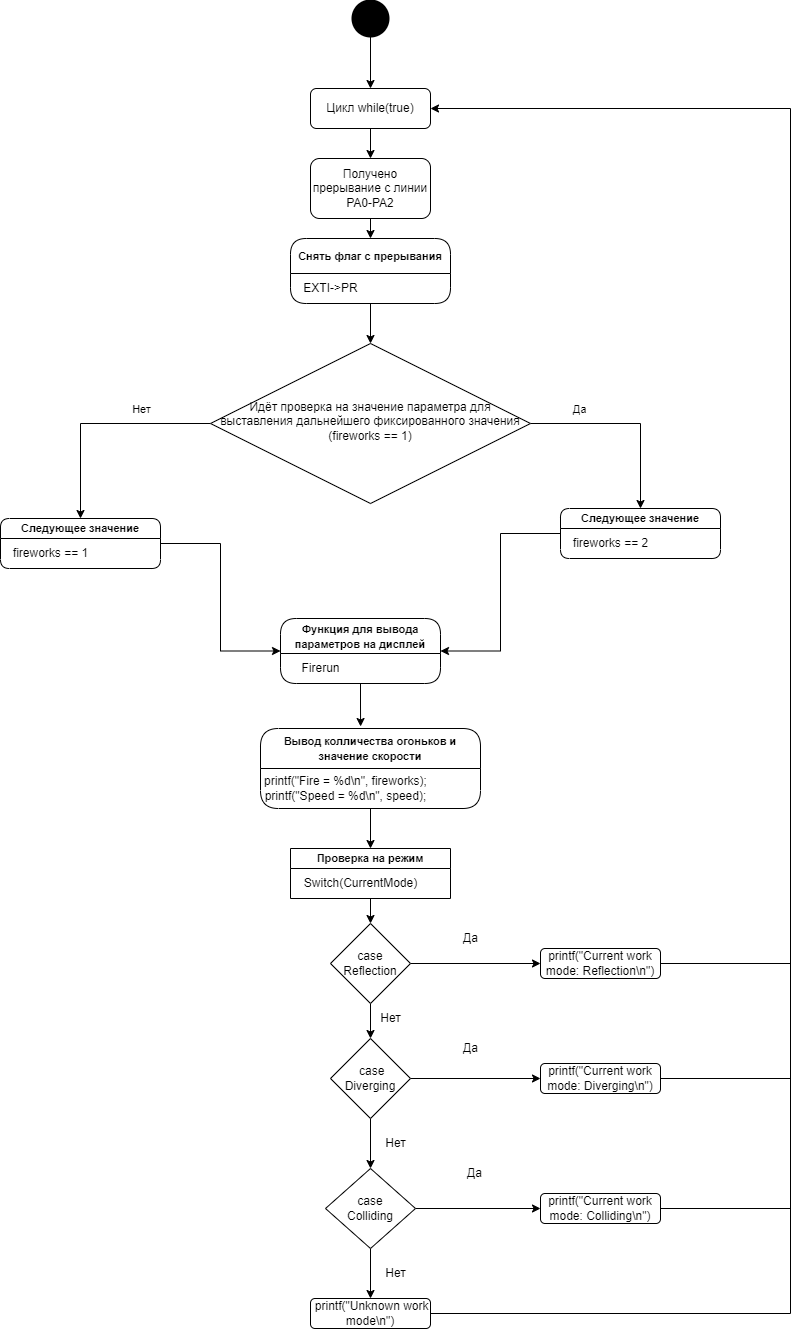 Цикл while(true)
Получено
прерывание с линии
PA0-PA2
Снять флаг с прерывания
EXTI->PR
Идёт проверка на значение параметра для
выставления дальнейшего фиксированного значения
(fireworks == 1)
Нет
Да
Следующее значение
fireworks == 1
Следующее значение
fireworks == 2
Функция для вывода
параметров на дисплей
Firerun
Вывод колличества огоньков и
значение скорости
printf("Fire = %d\n", fireworks);
printf("Speed = %d\n", speed);
Проверка на режим
Switch(CurrentMode)
case
Reflection
Да
printf("Current work
mode: Reflection\n")
Нет
case
Diverging
Да
printf("Current work
mode: Diverging\n")
Нет
case
Colliding
Да
printf("Current work
mode: Colliding\n")
Нет
printf("Unknown work
mode\n")